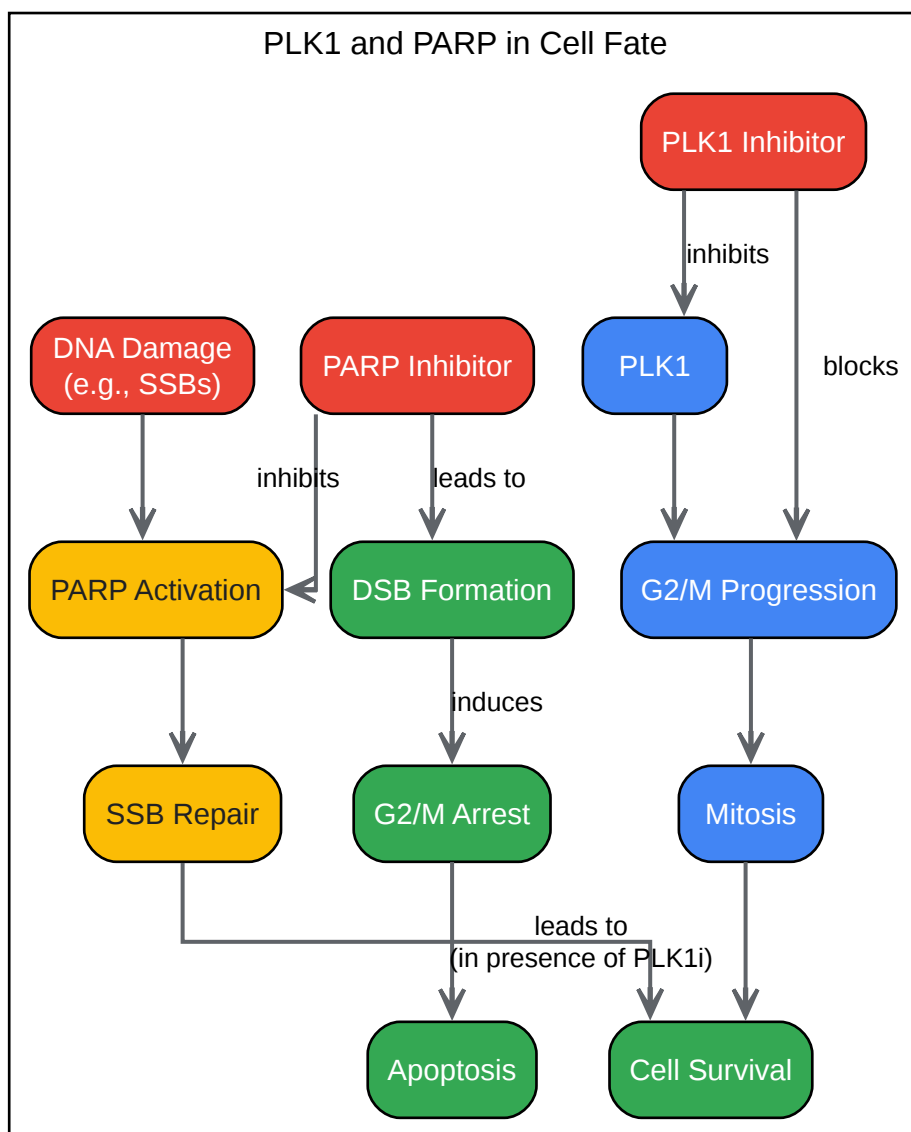 PLK1 and PARP in Cell Fate
PLK1 Inhibitor
inhibits
DNA Damage
(e.g., SSBs)
PARP Inhibitor
PLK1
blocks
inhibits
leads to
PARP Activation
DSB Formation
G2/M Progression
induces
SSB Repair
G2/M Arrest
Mitosis
leads to
(in presence of PLK1i)
Apoptosis
Cell Survival